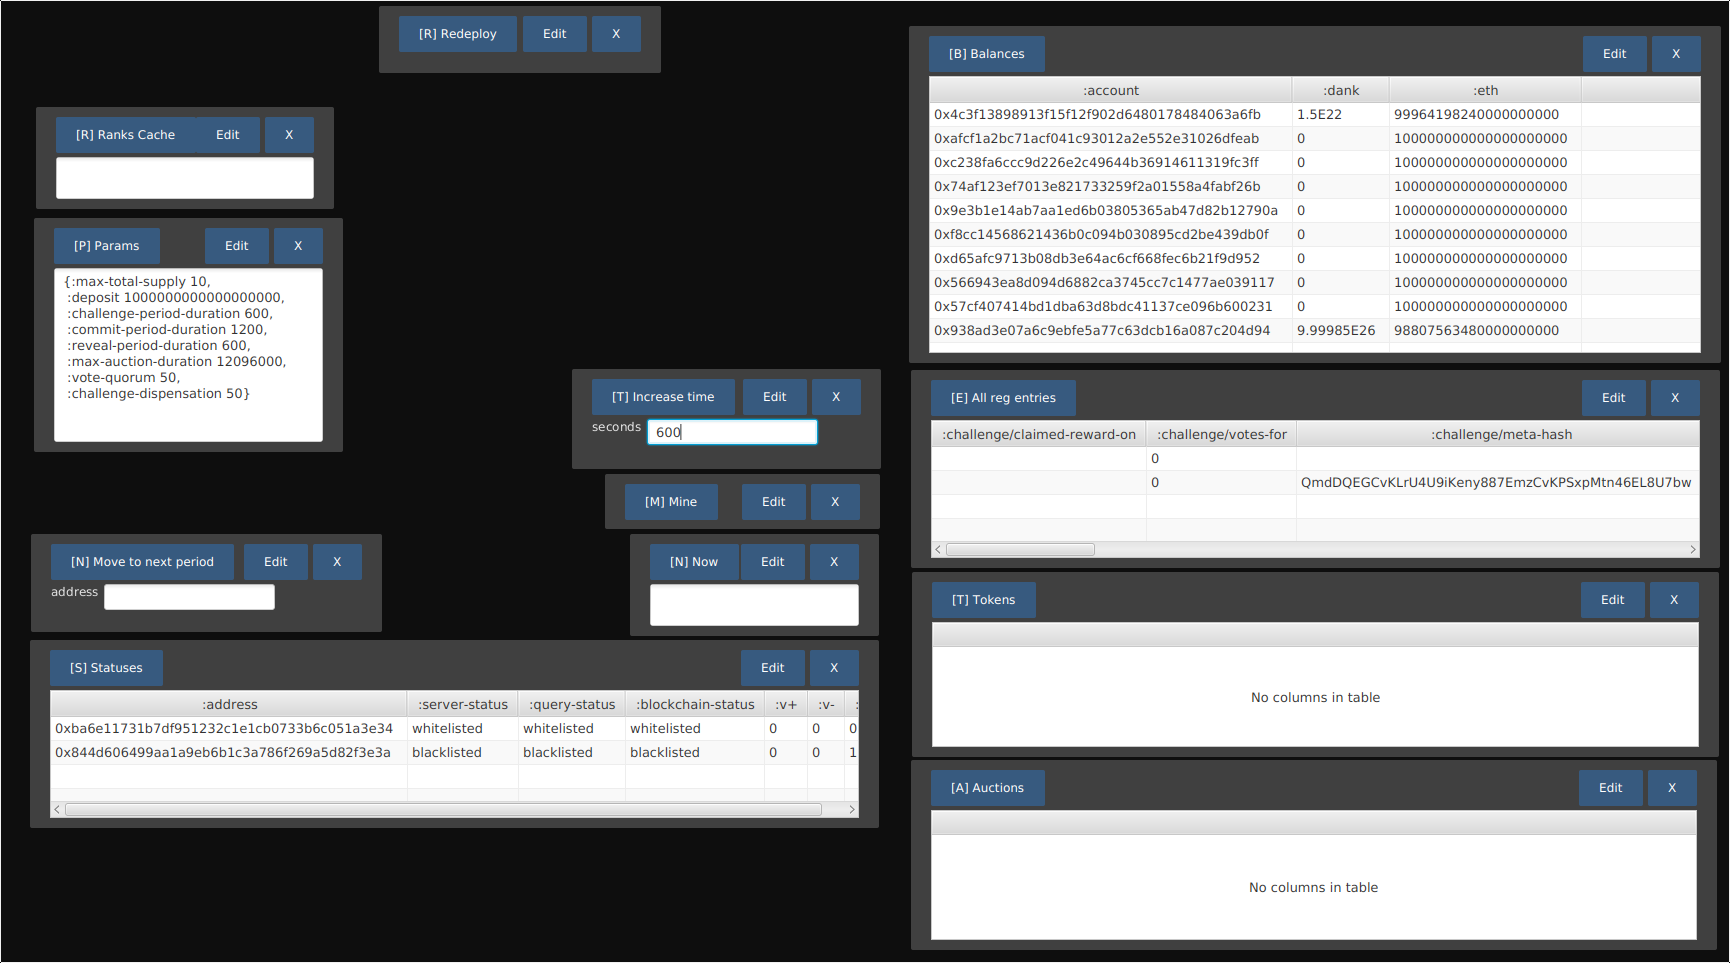 [R] Redeploy Edit X
[R] Ranks Cache Edit X
[P] Params Edit X
{:max-total-supply 10,
:deposit 1000000000000000000,
:challenge-period-duration 600,
:commit-period-duration 1200,
:reveal-period-duration 600,
:max-auction-duration 12096000,
:vote-quorum 50,
:challenge-dispensation 50}
[T] Increase time Edit X
seconds 600
[M] Mine Edit X
[N] Move to next period Edit X
address
[N] Now Edit X
[S] Statuses Edit X
:address :server-status :query-status :blockchain-status :v+ :v- :
0xba6e11731b7df951232c1e1cb0733b6c051a3e34 whitelisted whitelisted whitelisted 0 0 0
0x844d606499aa1a9eb6b1c3a786f269a5d82f3e3a blacklisted blacklisted blacklisted 0 0 1
[B] Balances Edit X
:account :dank :eth
0x4c3f13898913f15f12f902d6480178484063a6fb 1.5E22 99964198240000000000
0xafcf1a2bc71acf041c93012a2e552e31026dfeab 0 100000000000000000000
0xc238fa6ccc9d226e2c49644b36914611319fc3ff 0 100000000000000000000
0x74af123ef7013e821733259f2a01558a4fabf26b 0 100000000000000000000
0x9e3b1e14ab7aa1ed6b03805365ab47d82b12790a 0 100000000000000000000
0xf8cc14568621436b0c094b030895cd2be439db0f 0 100000000000000000000
0xd65afc9713b08db3e64ac6cf668fec6b21f9d952 0 100000000000000000000
0x566943ea8d094d6882ca3745cc7c1477ae039117 0 100000000000000000000
0x57cf407414bd1dba63d8bdc41137ce096b600231 0 100000000000000000000
0x938ad3e07a6c9ebfe5a77c63dcb16a087c204d94 9.99985E26 98807563480000000000
[E] All reg entries Edit X
:challenge/claimed-reward-on :challenge/votes-for :challenge/meta-hash
0
0 QmdDQEGCvKLrU4U9iKeny887EmzCvKPSxpMtn46EL8U7bw
[T] Tokens Edit X
No columns in table
[A] Auctions Edit X
No columns in table